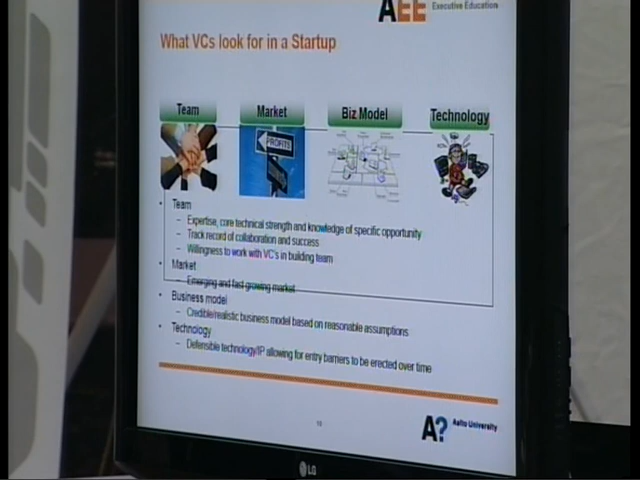 AEE Executive Education
What VCs look for in a Startup
Team Market Biz Model Technology
PROFITS
• Team
– Expertise, core technical strength and knowledge of specific opportunity
– Track record of collaboration and success
– Willingness to work with VC's in building team
• Market
– Emerging and fast growing market
• Business model
– Credible/realistic business model based on reasonable assumptions
• Technology
– Defensible technology/IP allowing for entry barriers to be erected over time
A? Aalto University
LG